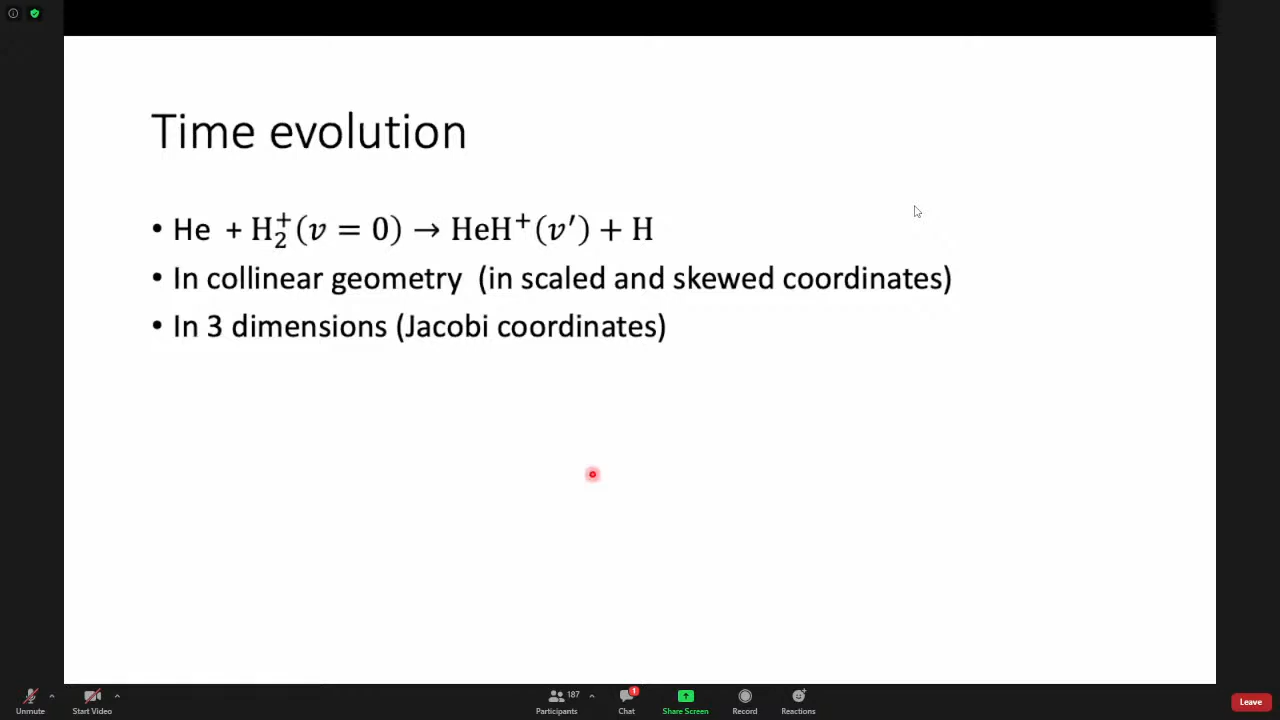 Time evolution
• He + H₂⁺(v = 0) → HeH⁺(v′) + H
• In collinear geometry (in scaled and skewed coordinates)
• In 3 dimensions (Jacobi coordinates)
Unmute
Start Video
187
Participants
1
Chat
Share Screen
Record
Reactions
Leave